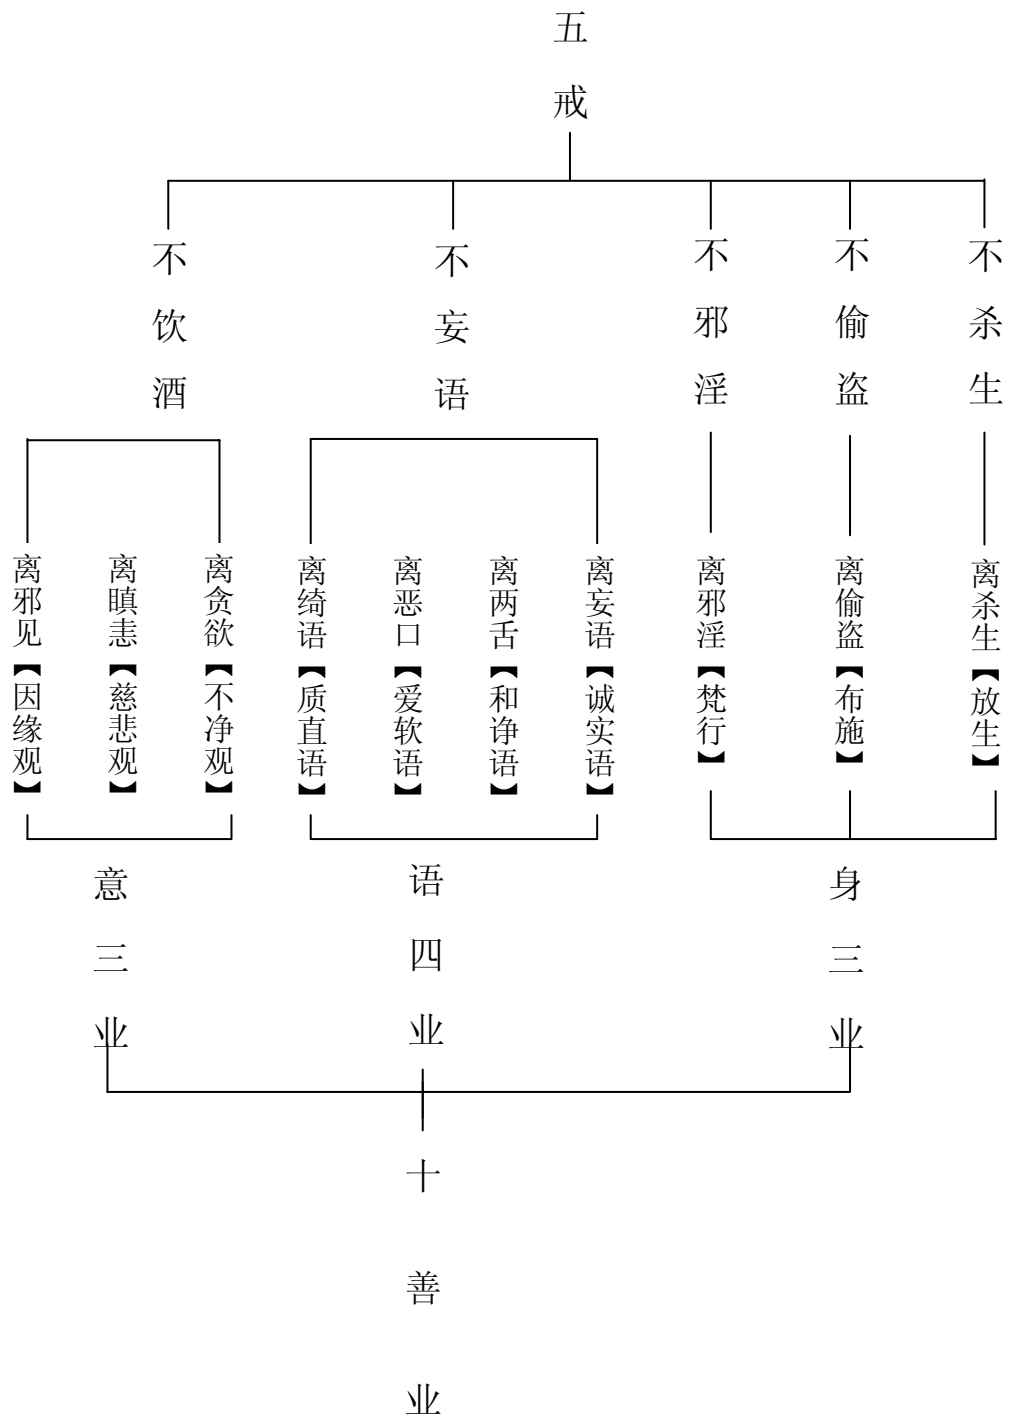 五戒
不杀生
不偷盗
不邪淫
不妄语
不饮酒
离杀生【放生】
离偷盗【布施】
离邪淫【梵行】
离妄语【诚实语】
离两舌【和诤语】
离恶口【爱软语】
离绮语【质直语】
离贪欲【不净观】
离瞋恚【慈悲观】
离邪见【因缘观】
身三业
语四业
意三业
十善业